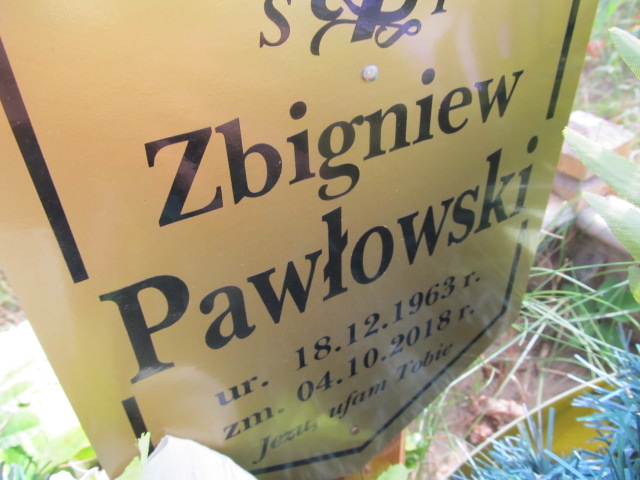 Zbigniew
Pawłowski
ur. 18.12.1963 r.
zm. 04.10.2018 r.
Jezu, ufam Tobie